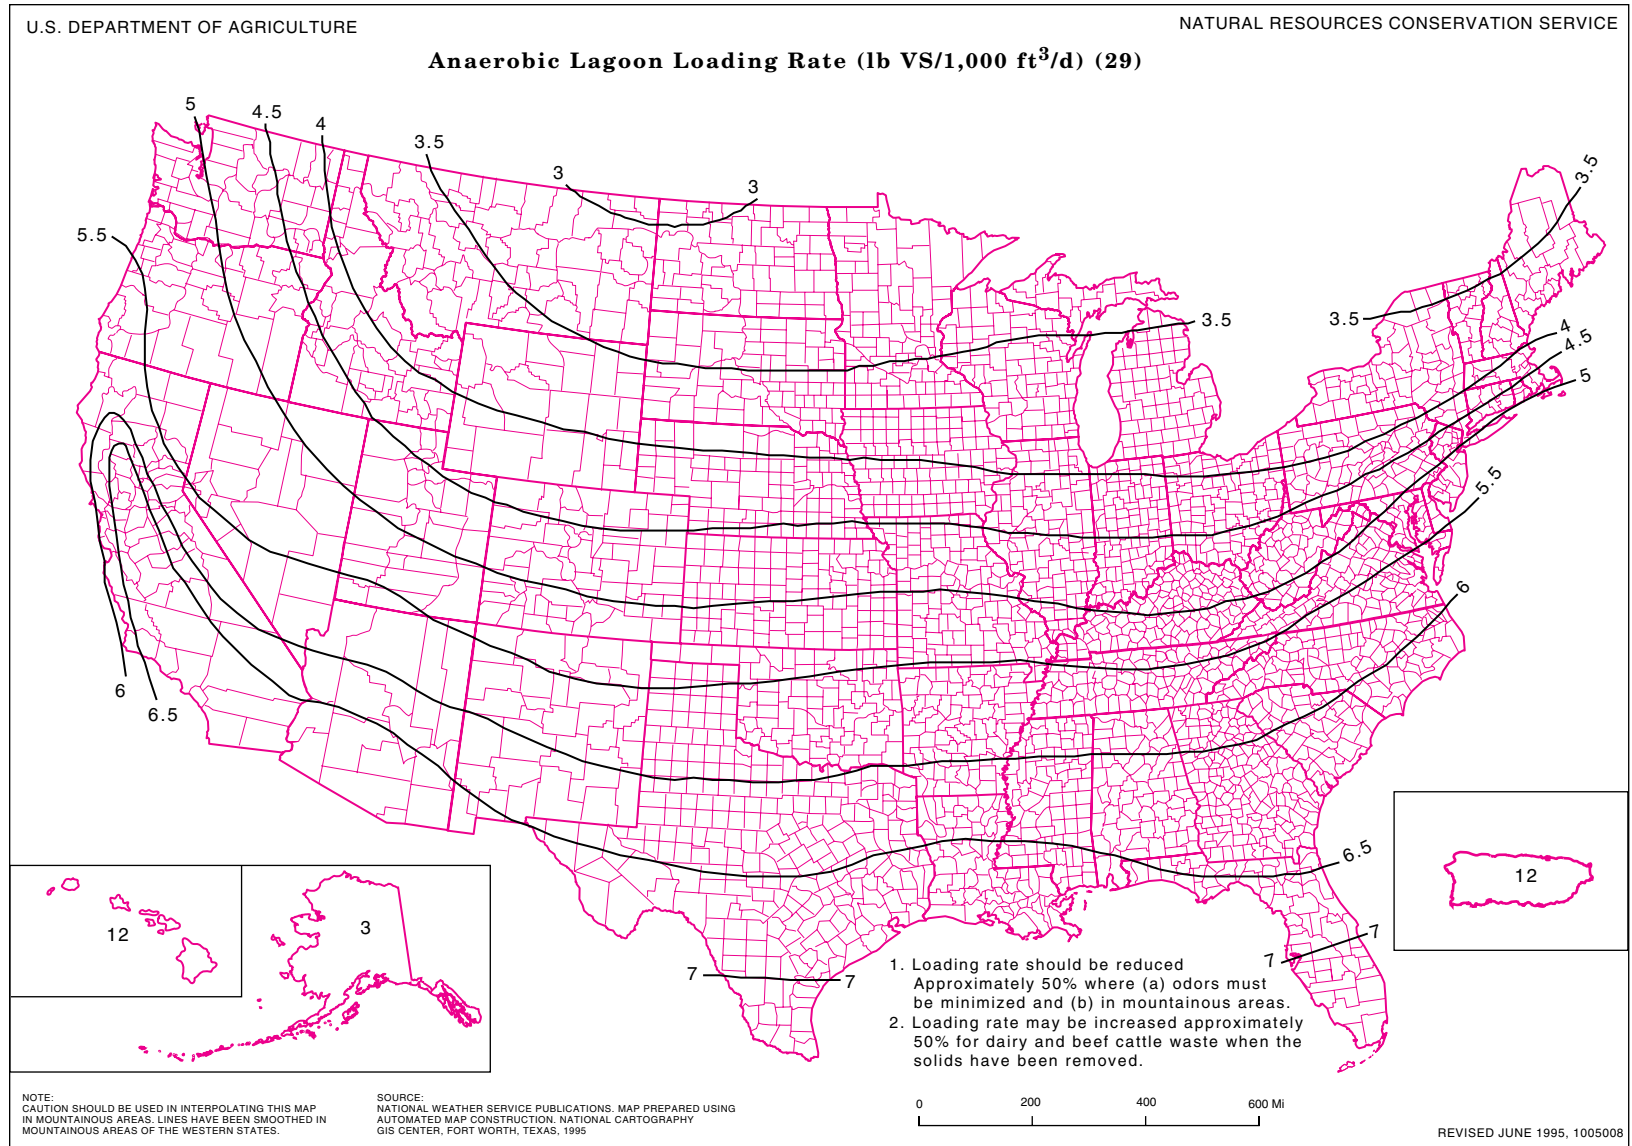 U.S. DEPARTMENT OF AGRICULTURE
NATURAL RESOURCES CONSERVATION SERVICE
Anaerobic Lagoon Loading Rate (lb VS/1,000 ft3/d) (29)
5
4.5
4
3.5
3
3
3.5
5.5
3.5
3.5
4
4.5
5
5.5
6
6
6.5
6.5
7
7
7
7
12
3
12
1. Loading rate should be reduced
Approximately 50% where (a) odors must
be minimized and (b) in mountainous areas.
2. Loading rate may be increased approximately
50% for dairy and beef cattle waste when the
solids have been removed.
NOTE:
CAUTION SHOULD BE USED IN INTERPOLATING THIS MAP
IN MOUNTAINOUS AREAS. LINES HAVE BEEN SMOOTHED IN
MOUNTAINOUS AREAS OF THE WESTERN STATES.
SOURCE:
NATIONAL WEATHER SERVICE PUBLICATIONS. MAP PREPARED USING
AUTOMATED MAP CONSTRUCTION. NATIONAL CARTOGRAPHY
GIS CENTER, FORT WORTH, TEXAS, 1995
0 200 400 600 Mi
REVISED JUNE 1995, 1005008